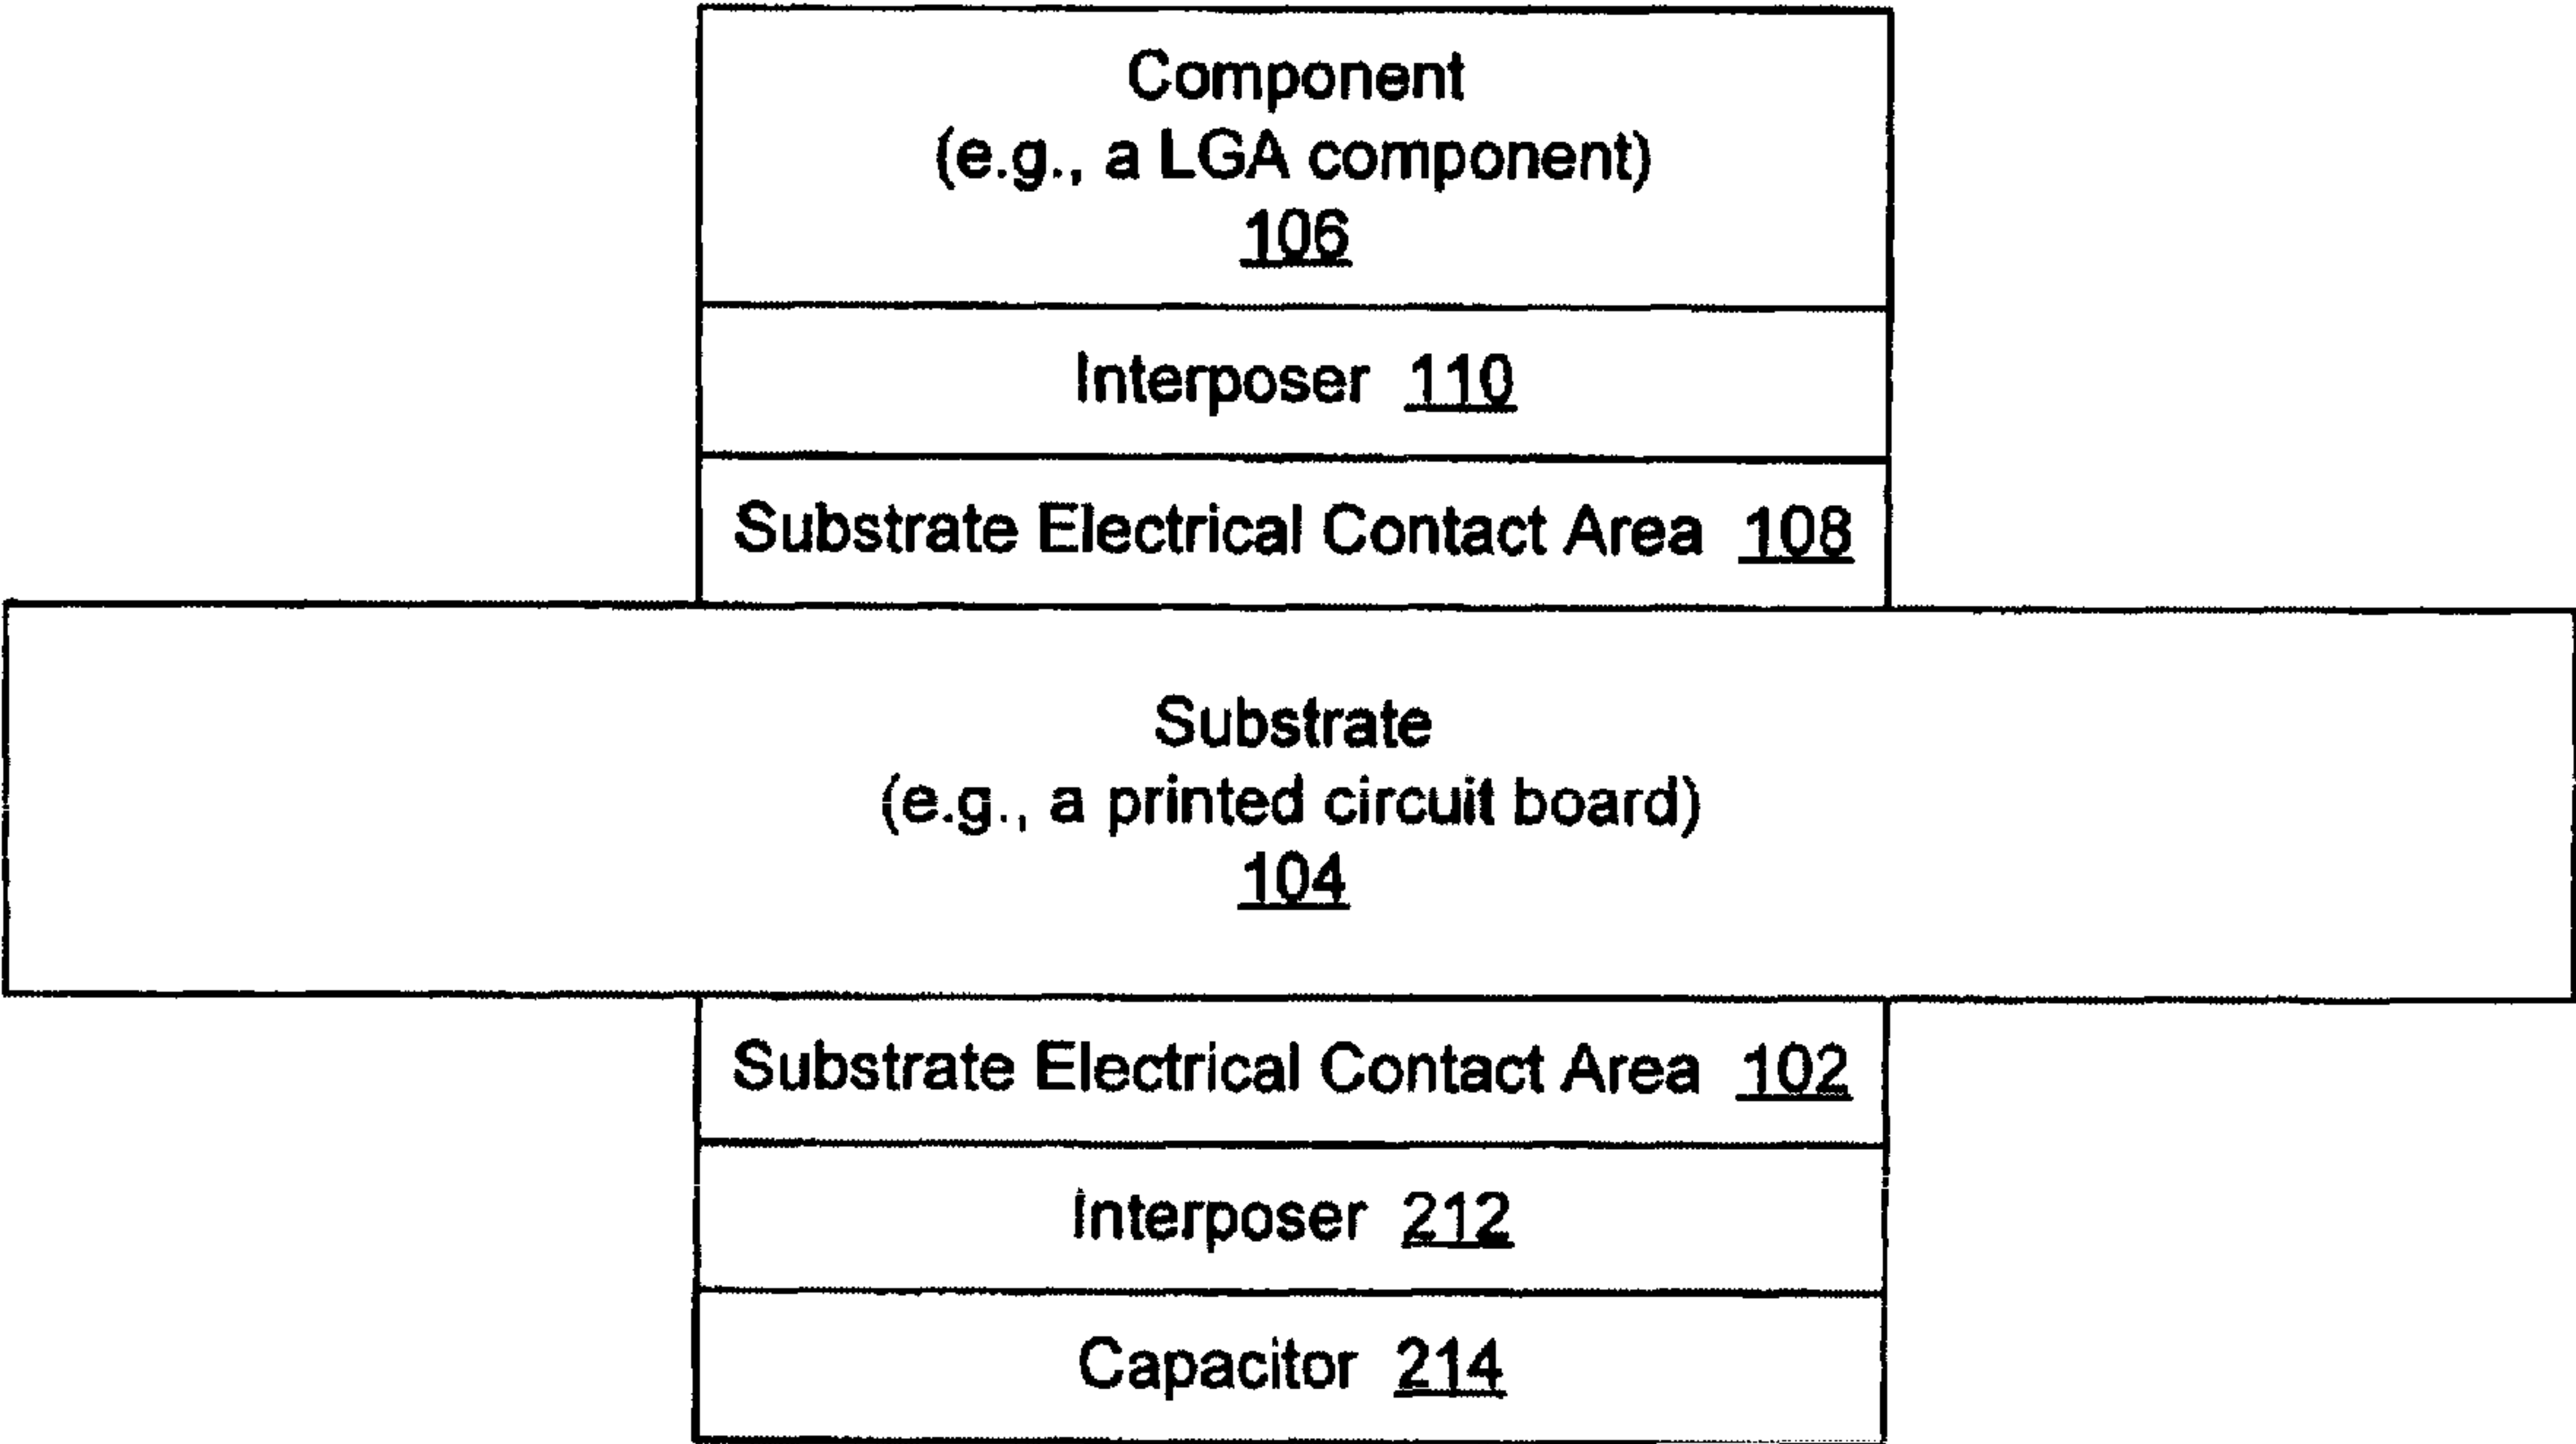 Component
(e.g., a LGA component)
106
Interposer 110
Substrate Electrical Contact Area 108
Substrate
(e.g., a printed circuit board)
104
Substrate Electrical Contact Area 102
Interposer 212
Capacitor 214